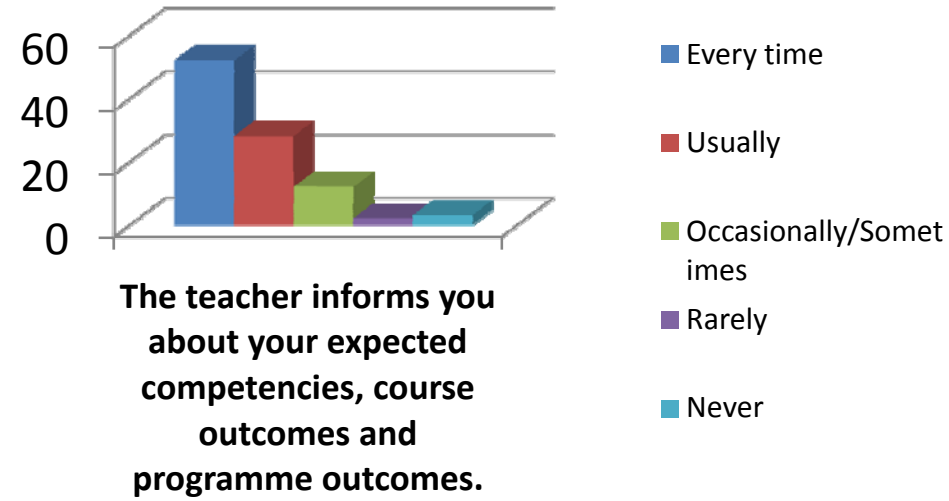 60
40
20
0
The teacher informs you
about your expected
competencies, course
outcomes and
programme outcomes.
Every time
Usually
Occasionally/Somet
imes
Rarely
Never